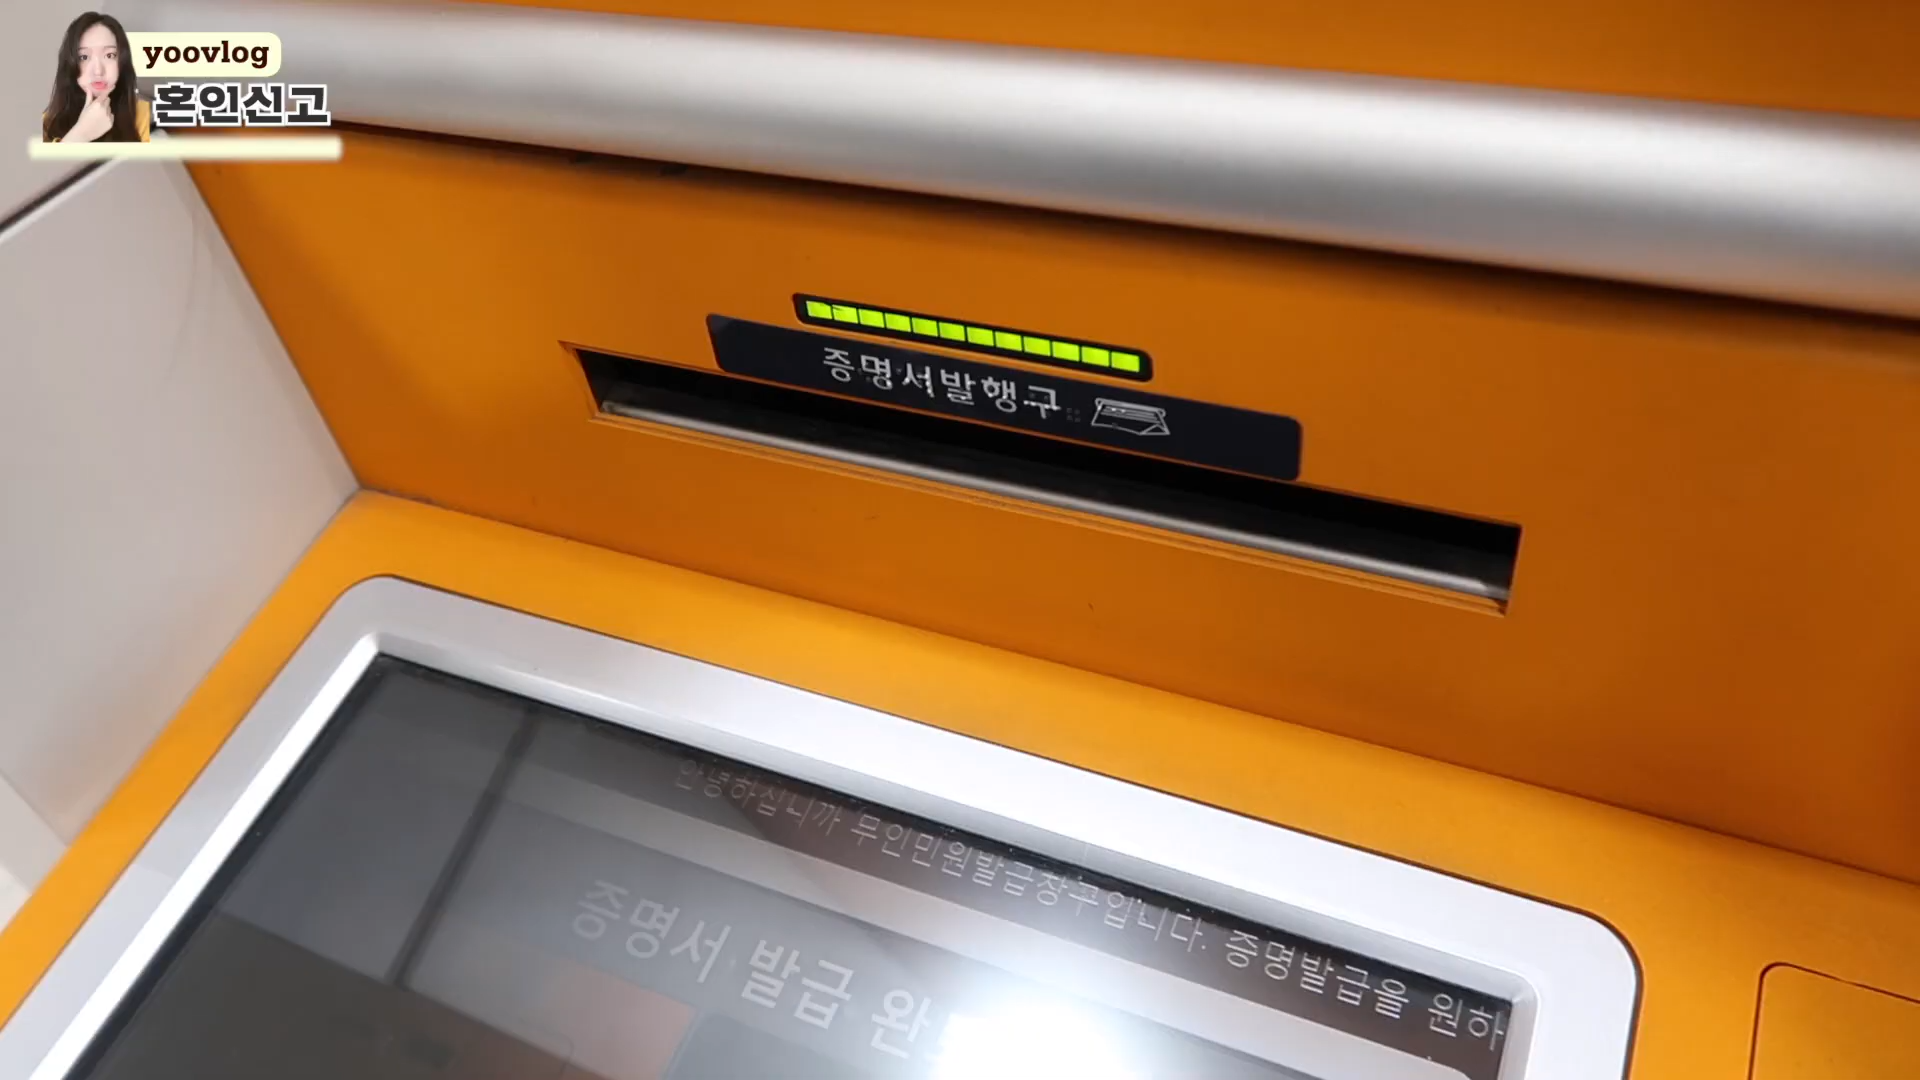 yoovlog
혼인신고
증명서발행구
안녕하십니까 무인민원발급창구입니다. 증명발급을 원하
증명서 발급 완